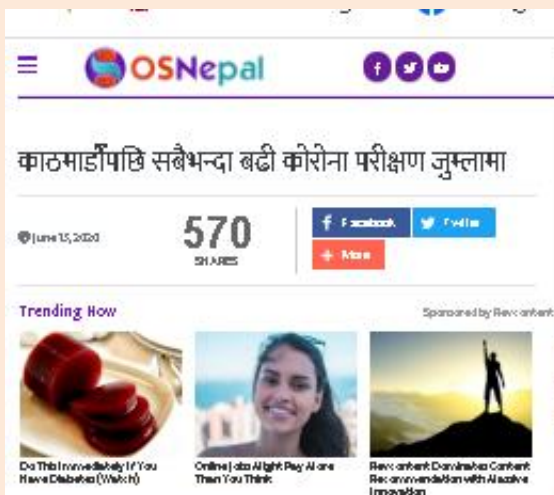 OSNepal
काठमाडौंपछि सबैभन्दा बढी कोरोना परीक्षण जुम्लामा
June 15, 2020
570
SHARES
Facebook
Twitter
More
Trending Now
Sponsored by Revcontent
Do This Immediately If You
Have Diabetes (Watch)
Online Jobs Might Pay More
Than You Think
Revcontent Dominates Content
Recommendation with Massive
Innovation